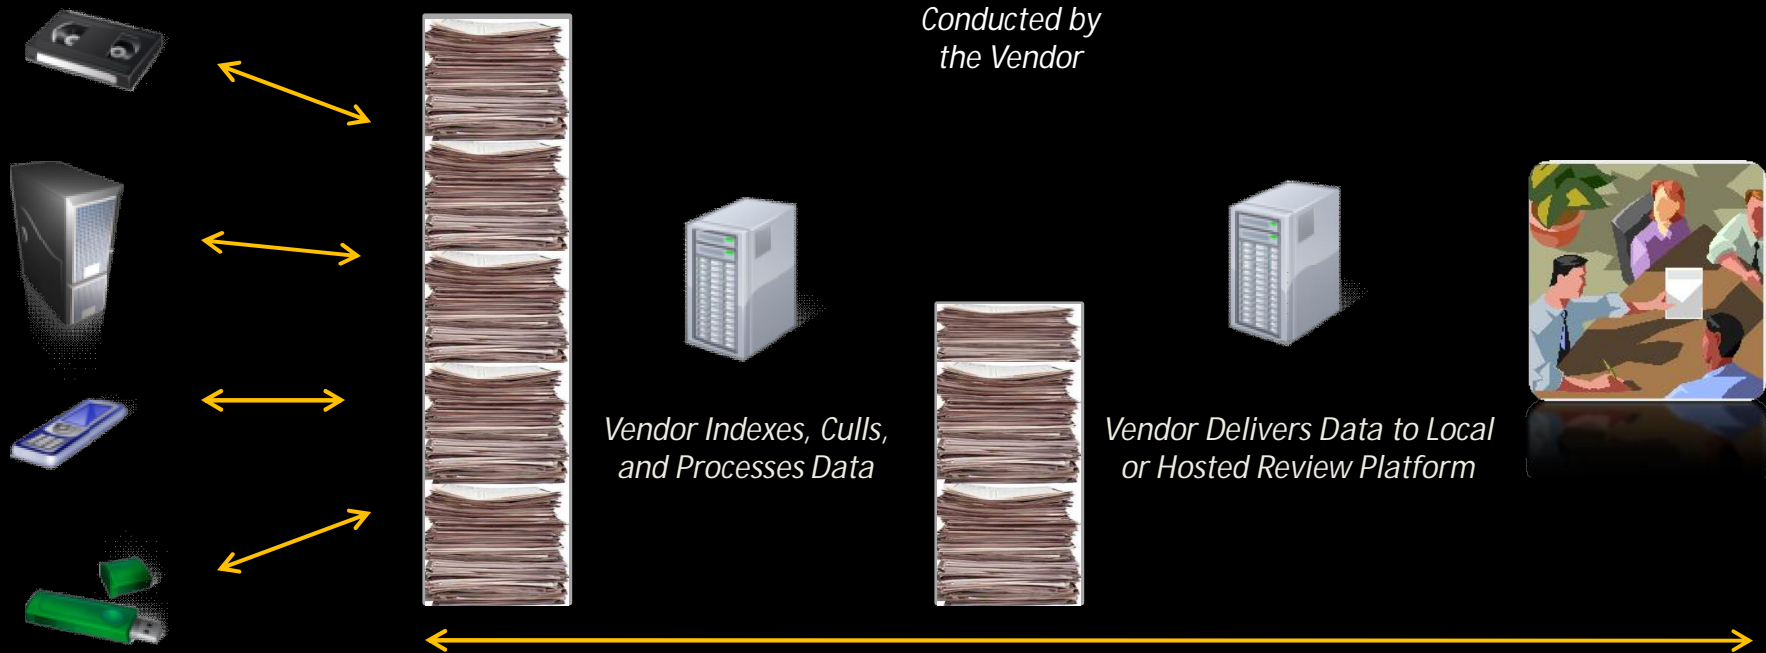 Conducted by
the Vendor
Vendor Indexes, Culls,
and Processes Data
Vendor Delivers Data to Local
or Hosted Review Platform